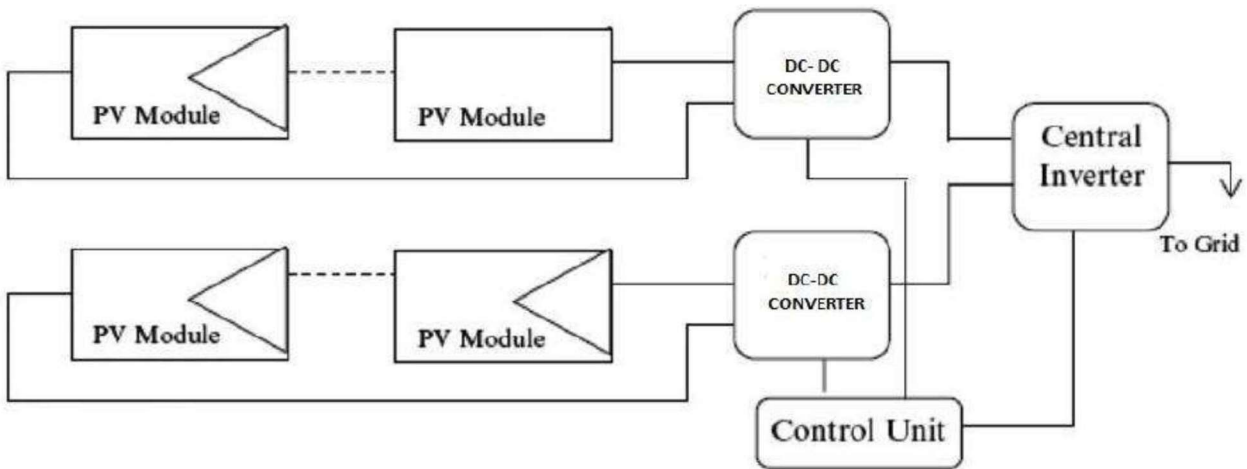 PV Module
PV Module
DC- DC
CONVERTER
Central
Inverter
To Grid
PV Module
PV Module
DC-DC
CONVERTER
Control Unit